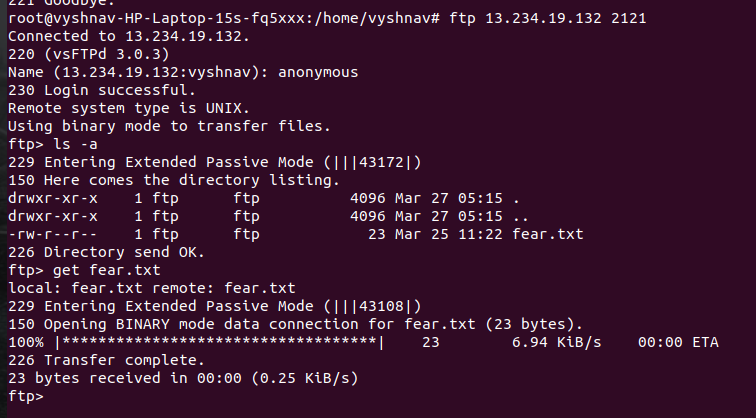 221 Goodbye.
root@vyshnav-HP-Laptop-15s-fq5xxx:/home/vyshnav# ftp 13.234.19.132 2121
Connected to 13.234.19.132.
220 (vsFTPd 3.0.3)
Name (13.234.19.132:vyshnav): anonymous
230 Login successful.
Remote system type is UNIX.
Using binary mode to transfer files.
ftp> ls -a
229 Entering Extended Passive Mode (|||43172|)
150 Here comes the directory listing.
drwxr-xr-x    1 ftp      ftp          4096 Mar 27 05:15 .
drwxr-xr-x    1 ftp      ftp          4096 Mar 27 05:15 ..
-rw-r--r--    1 ftp      ftp            23 Mar 25 11:22 fear.txt
226 Directory send OK.
ftp> get fear.txt
local: fear.txt remote: fear.txt
229 Entering Extended Passive Mode (|||43108|)
150 Opening BINARY mode data connection for fear.txt (23 bytes).
100% |***********************************|    23        6.94 KiB/s    00:00 ETA
226 Transfer complete.
23 bytes received in 00:00 (0.25 KiB/s)
ftp>